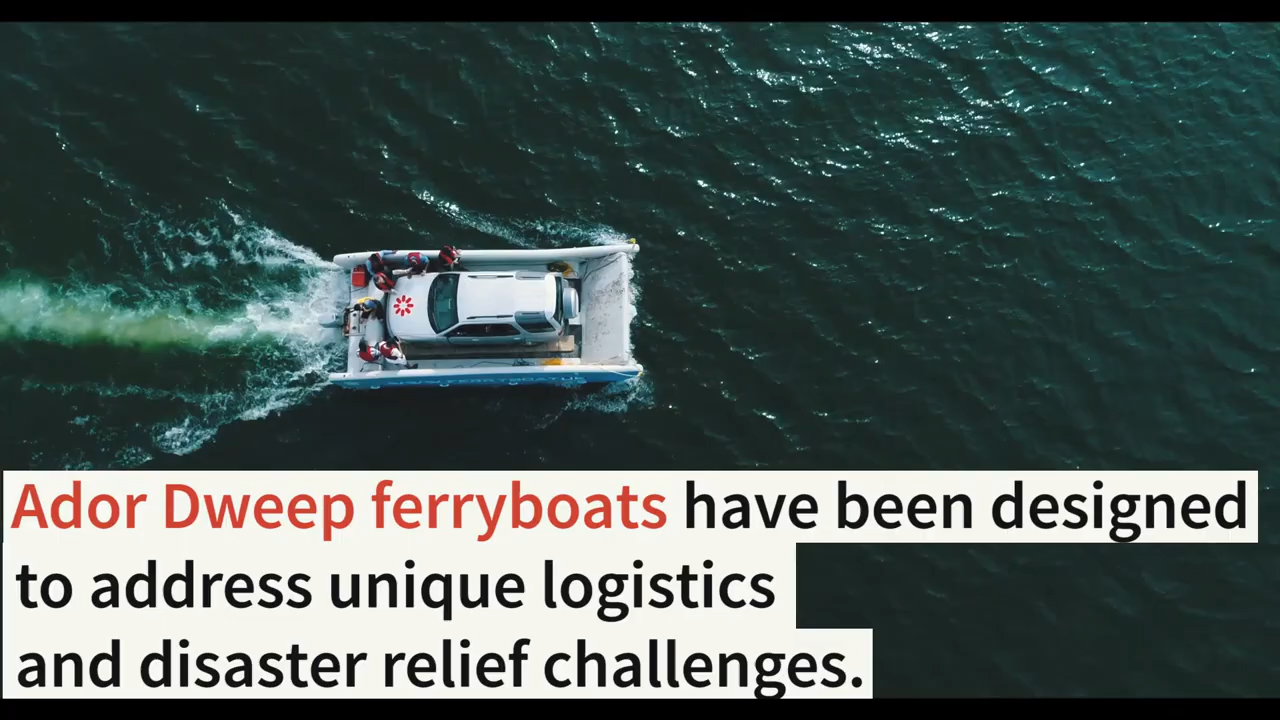 Ador Dweep ferryboats have been designed
to address unique logistics
and disaster relief challenges.